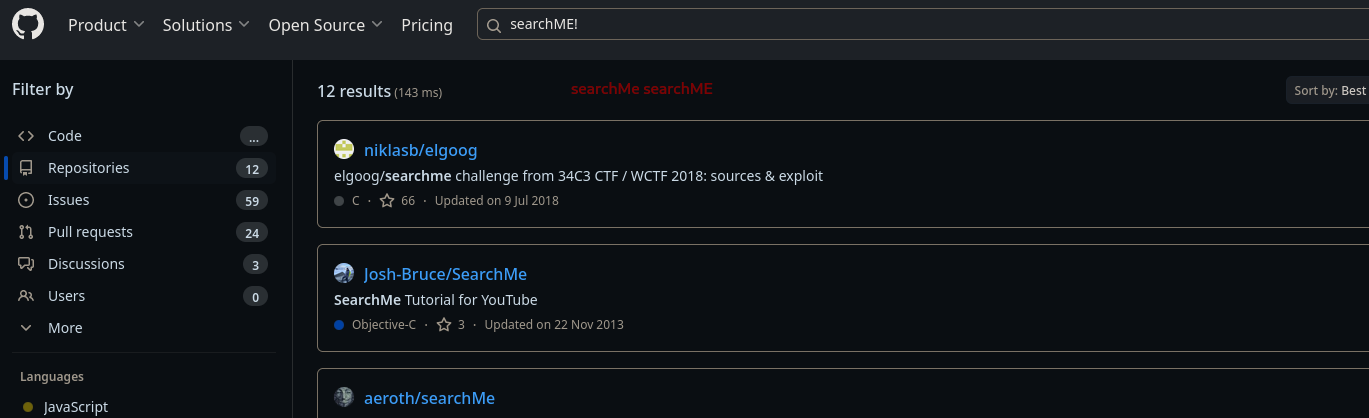 Product Solutions Open Source Pricing searchME!
Filter by
Code ...
Repositories 12
Issues 59
Pull requests 24
Discussions 3
Users 0
More
Languages
JavaScript
12 results (143 ms) searchMe searchME Sort by: Best
niklasb/elgoog
elgoog/searchme challenge from 34C3 CTF / WCTF 2018: sources & exploit
C · 66 · Updated on 9 Jul 2018
Josh-Bruce/SearchMe
SearchMe Tutorial for YouTube
Objective-C · 3 · Updated on 22 Nov 2013
aeroth/searchMe